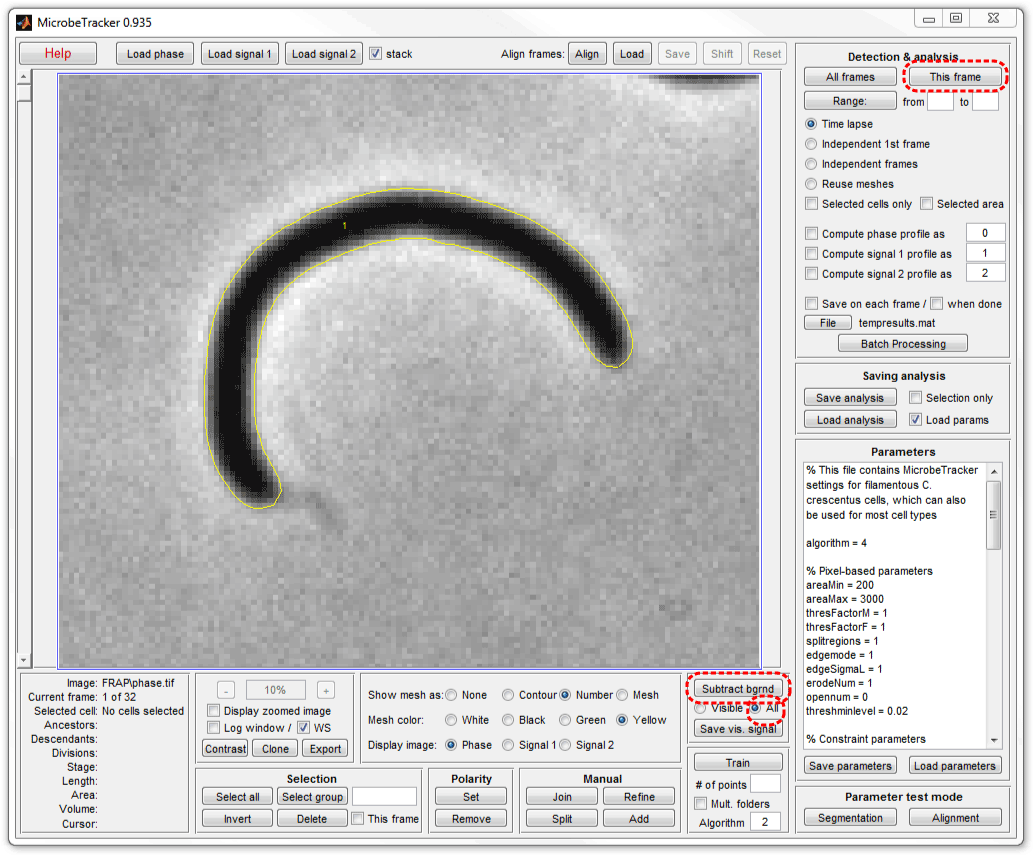 MicrobeTracker 0.935
Help
Load phase
Load signal 1
Load signal 2
stack
Align frames:
Align
Load
Save
Shift
Reset
1
Detection & analysis
All frames
This frame
Range:
from
to
Time lapse
Independent 1st frame
Independent frames
Reuse meshes
Selected cells only
Selected area
Compute phase profile as
0
Compute signal 1 profile as
1
Compute signal 2 profile as
2
Save on each frame /
when done
File
tempresults.mat
Batch Processing
Saving analysis
Save analysis
Selection only
Load analysis
Load params
Parameters
% This file contains MicrobeTracker
settings for filamentous C.
crescentus cells, which can also
be used for most cell types
algorithm = 4
% Pixel-based parameters
areaMin = 200
areaMax = 3000
thresFactorM = 1
thresFactorF = 1
splitregions = 1
edgemode = 1
edgeSigmaL = 1
erodeNum = 1
opennum = 0
threshminlevel = 0.02
% Constraint parameters
Save parameters
Load parameters
Parameter test mode
Segmentation
Alignment
Image: FRAP\phase.tif
Current frame: 1 of 32
Selected cell: No cells selected
Ancestors:
Descendants:
Divisions:
Stage:
Length:
Area:
Volume:
Cursor:
-
10%
+
Display zoomed image
Log window /
WS
Contrast
Clone
Export
Show mesh as:
None
Contour
Number
Mesh
Mesh color:
White
Black
Green
Yellow
Display image:
Phase
Signal 1
Signal 2
Subtract bgrnd
Visible
All
Save vis. signal
Selection
Select all
Select group
Invert
Delete
This frame
Polarity
Set
Remove
Manual
Join
Refine
Split
Add
Train
# of points
Mult. folders
Algorithm
2